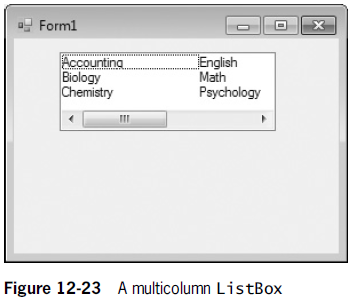 Form1
Accounting English
Biology Math
Chemistry Psychology
Figure 12-23 A multicolumn ListBox